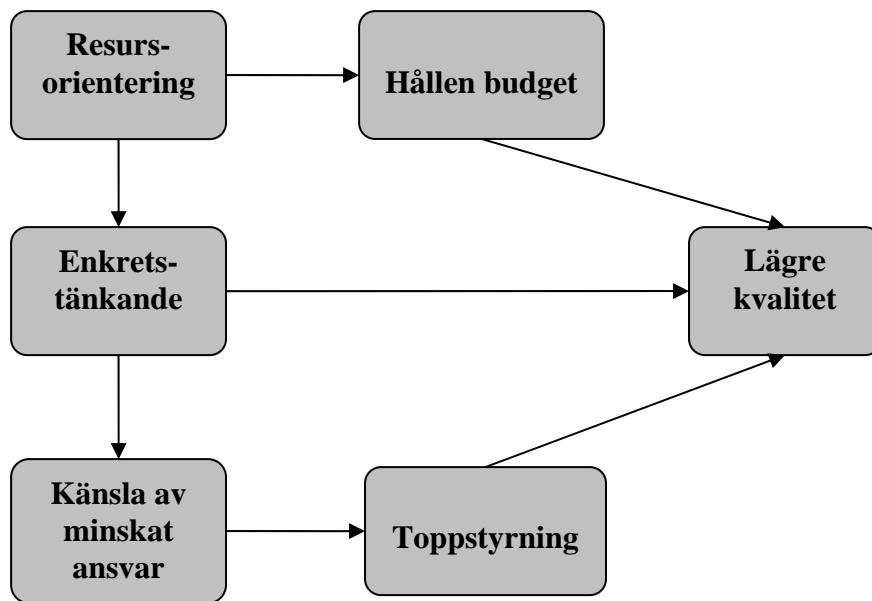 Resurs-
orientering
Hållen budget
Enkrets-
tänkande
Lägre
kvalitet
Känsla av
minskat
ansvar
Toppstyrning